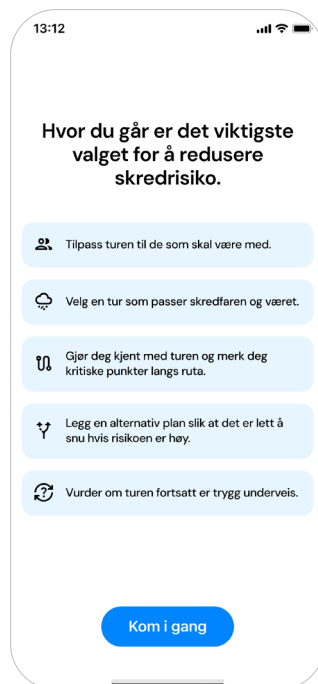 13:12
Hvor du går er det viktigste
valget for å redusere
skredrisiko.
Tilpass turen til de som skal være med.
Velg en tur som passer skredfaren og været.
Gjør deg kjent med turen og merk deg
kritiske punkter langs ruta.
Legg en alternativ plan slik at det er lett å
snu hvis risikoen er høy.
Vurder om turen fortsatt er trygg underveis.
Kom i gang